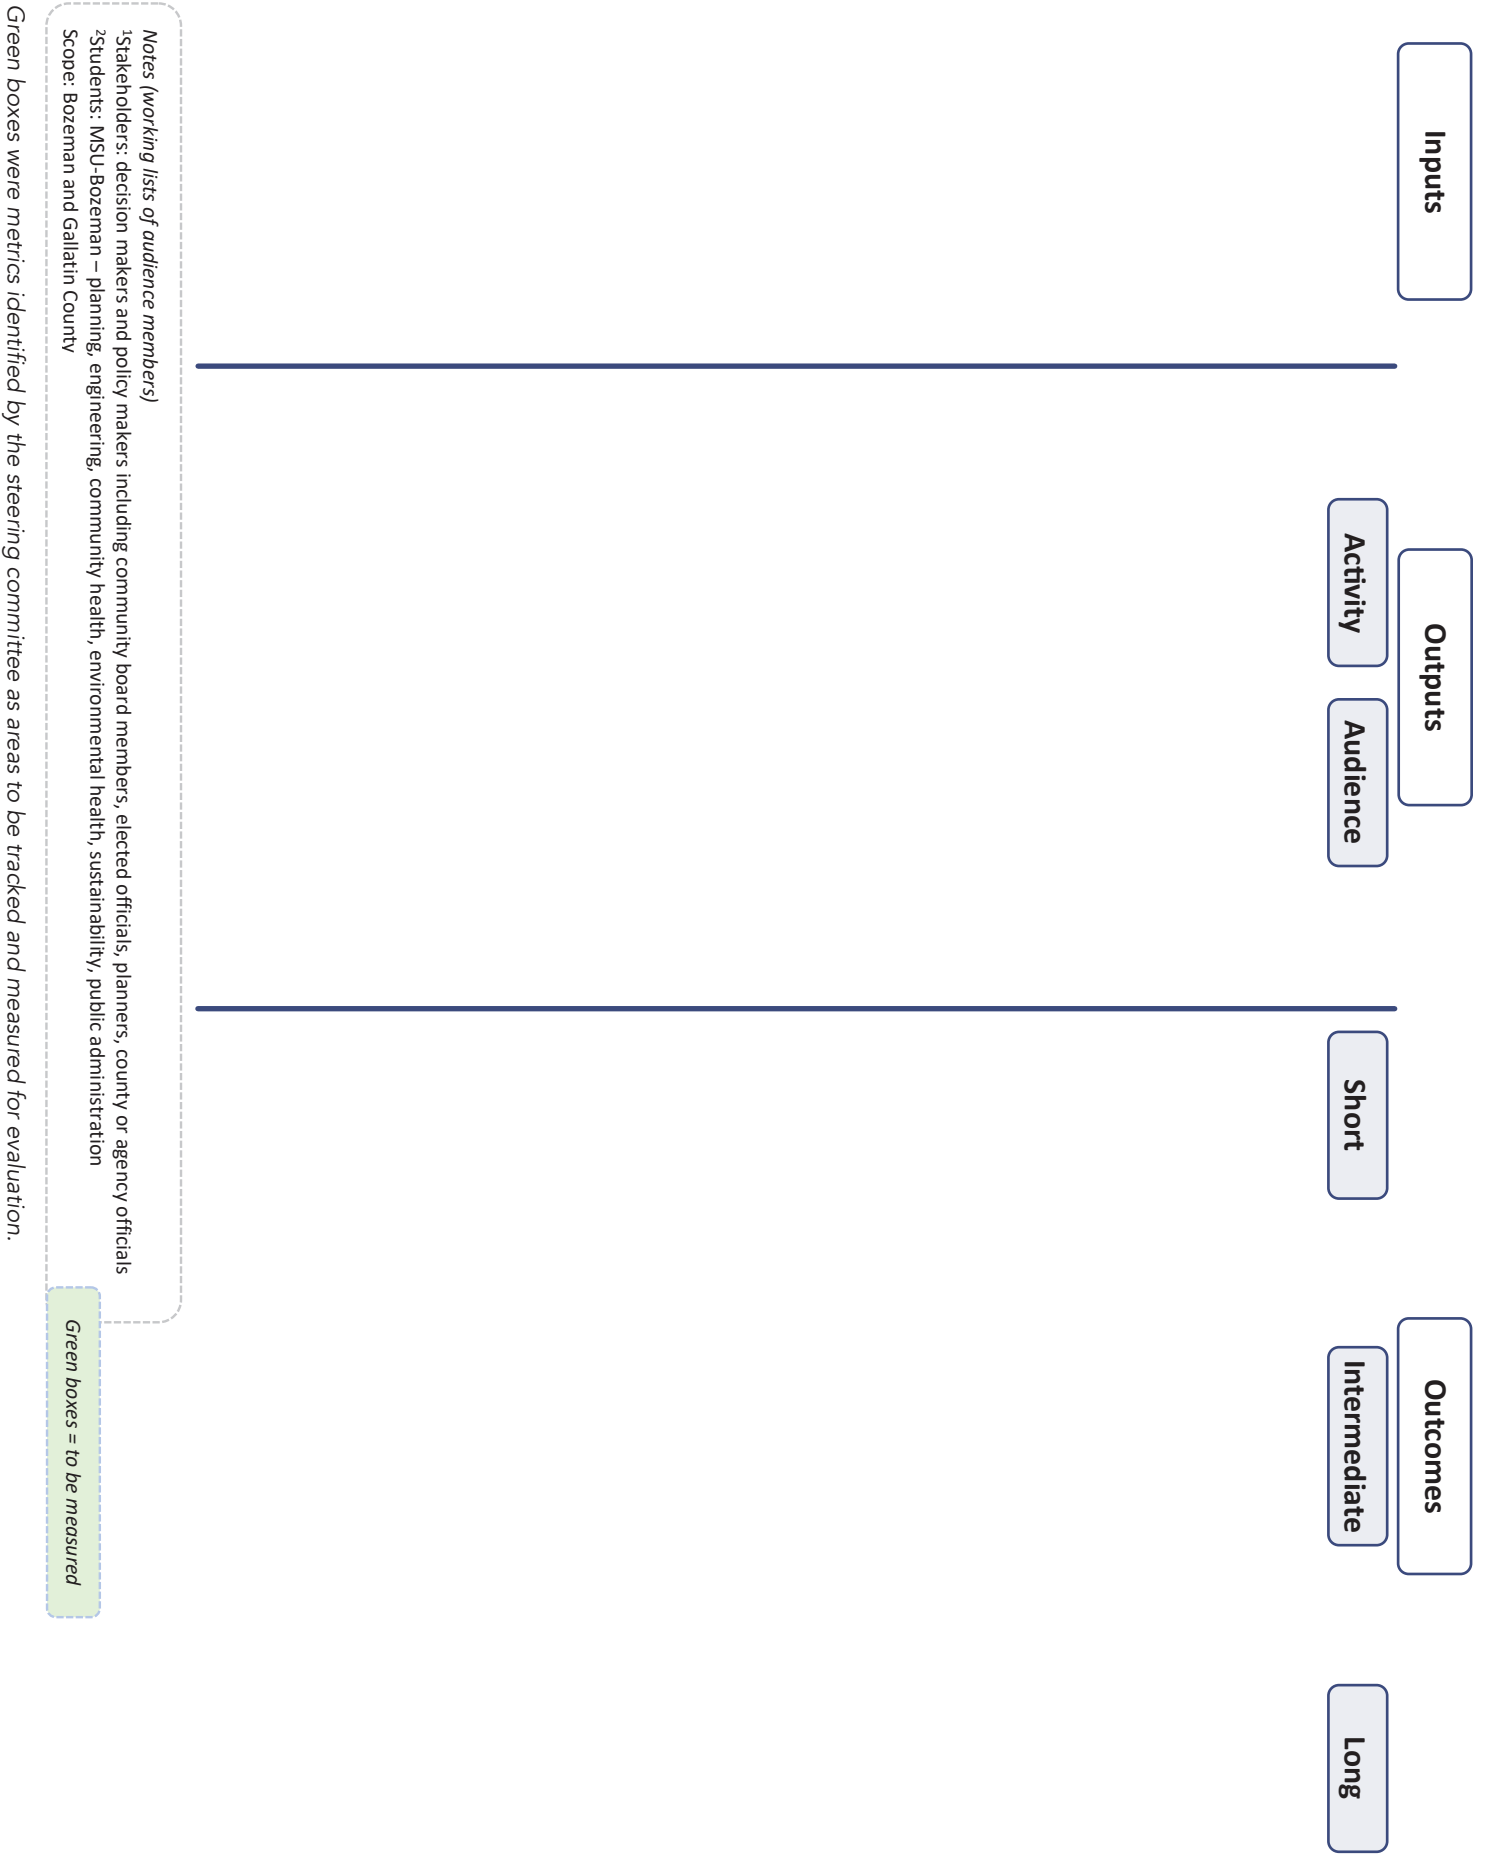 Inputs
Outputs
Outcomes
Activity
Audience
Short
Intermediate
Long
Notes (working lists of audience members)
¹Stakeholders: decision makers and policy makers including community board members, elected officials, planners, county or agency officials
²Students: MSU-Bozeman – planning, engineering, community health, environmental health, sustainability, public administration
Scope: Bozeman and Gallatin County
Green boxes = to be measured
Green boxes were metrics identified by the steering committee as areas to be tracked and measured for evaluation.